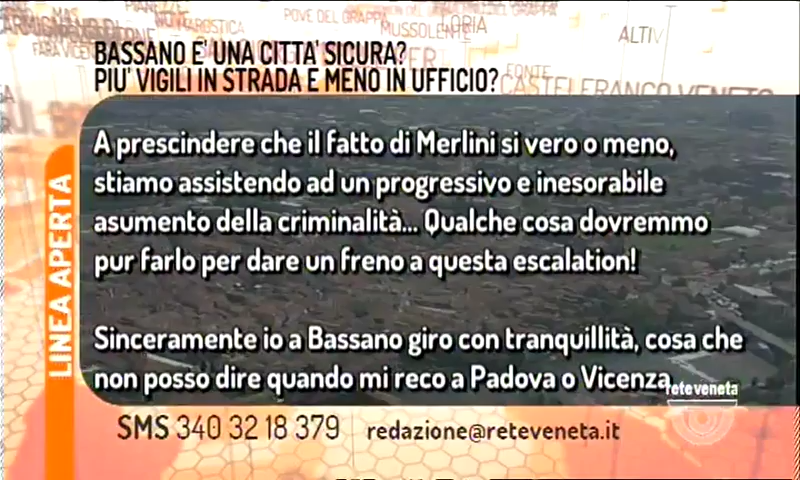 POVE DEL GRAPPA
MUSSOLENTE
LORIA
BASSANO E' UNA CITTA' SICURA?
PIU' VIGILI IN STRADA E MENO IN UFFICIO?
FONTE
CASTELFRANCO VENETO
LINEA APERTA
A prescindere che il fatto di Merlini si vero o meno,
stiamo assistendo ad un progressivo e inesorabile
asumento della criminalità... Qualche cosa dovremmo
pur farlo per dare un freno a questa escalation!
Sinceramente io a Bassano giro con tranquillità, cosa che
non posso dire quando mi reco a Padova o Vicenza
reteveneta
SMS 340 32 18 379 redazione@reteveneta.it